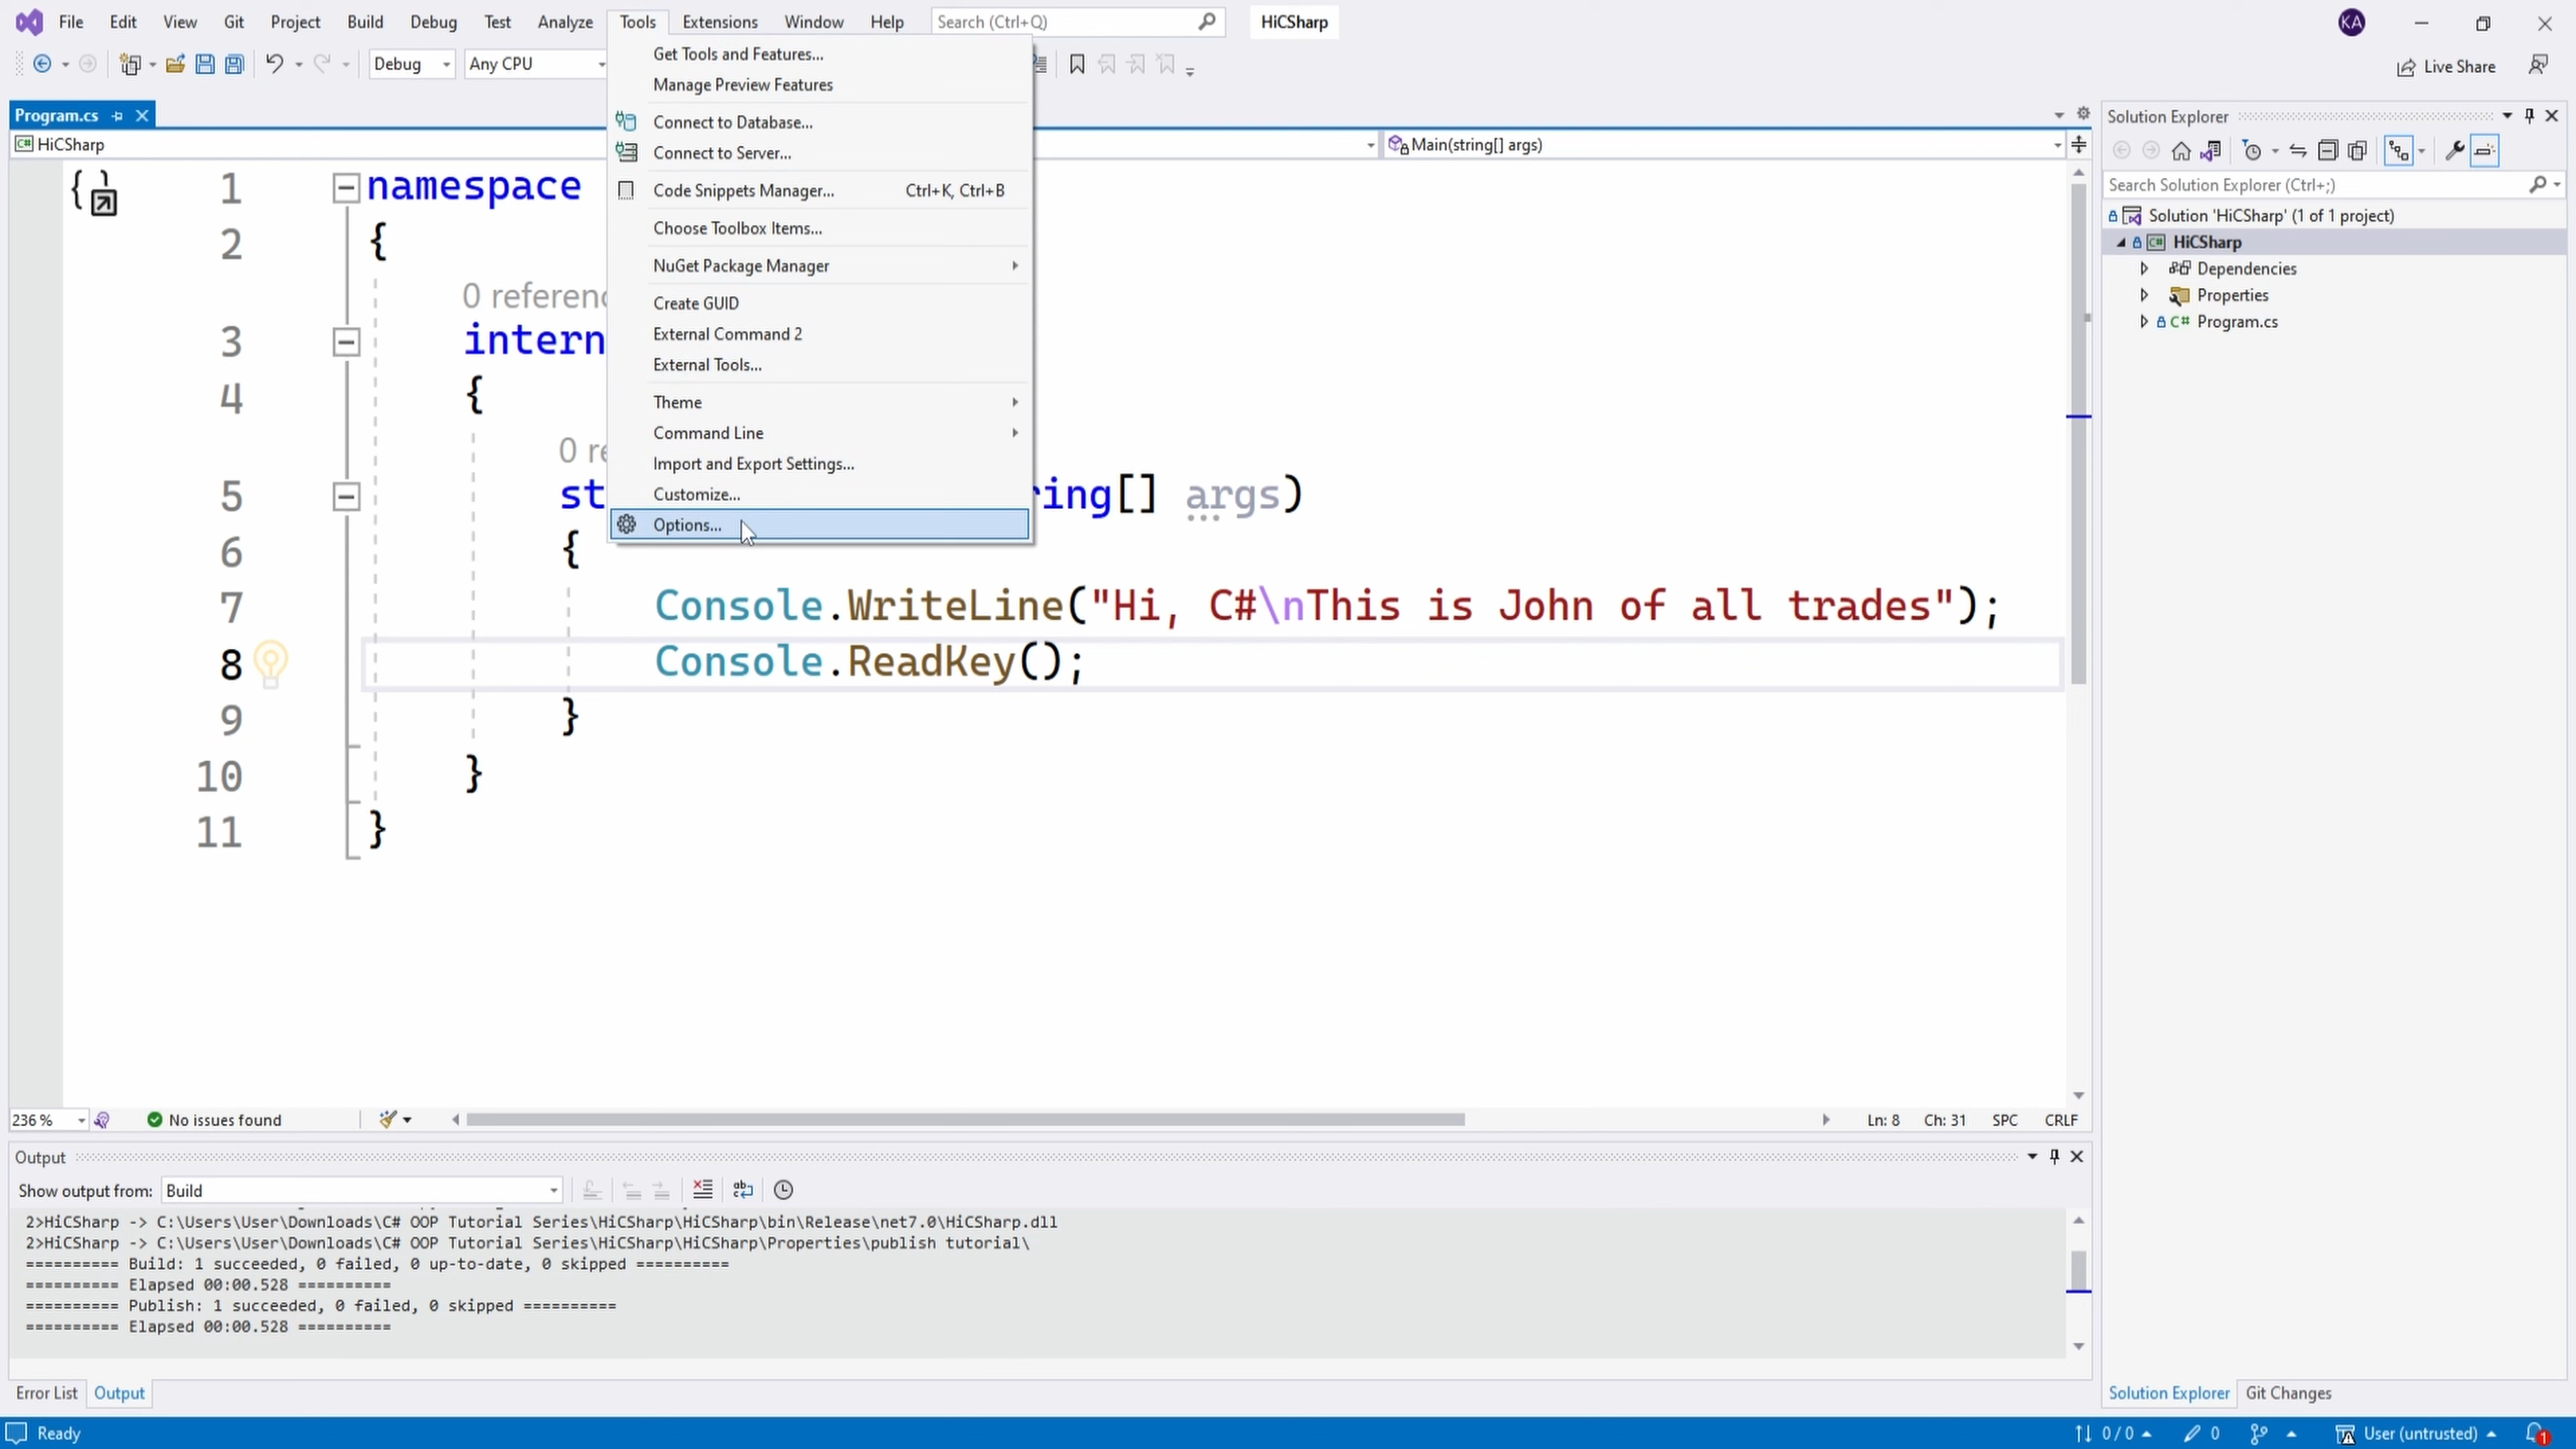 File Edit View Git Project Build Debug Test Analyze Tools Extensions Window Help Search (Ctrl+Q) HiCSharp KA
Debug Any CPU Live Share
Get Tools and Features...
Manage Preview Features
Connect to Database...
Connect to Server...
Code Snippets Manager... Ctrl+K, Ctrl+B
Choose Toolbox Items...
NuGet Package Manager
Create GUID
External Command 2
External Tools...
Theme
Command Line
Import and Export Settings...
Customize...
Options...
Program.cs
HiCSharp Main(string[] args)
1 namespace
2 {
0 referenc
3 intern
4 {
0 re
5 st ring[] args)
6 {
7 Console.WriteLine("Hi, C#\nThis is John of all trades");
8 Console.ReadKey();
9 }
10 }
11 }
236 % No issues found Ln: 8 Ch: 31 SPC CRLF
Output
Show output from: Build
2>HiCSharp -> C:\Users\User\Downloads\C# OOP Tutorial Series\HiCSharp\HiCSharp\bin\Release\net7.0\HiCSharp.dll
2>HiCSharp -> C:\Users\User\Downloads\C# OOP Tutorial Series\HiCSharp\HiCSharp\Properties\publish tutorial\
========== Build: 1 succeeded, 0 failed, 0 up-to-date, 0 skipped ==========
========== Elapsed 00:00.528 ==========
========== Publish: 1 succeeded, 0 failed, 0 skipped ==========
========== Elapsed 00:00.528 ==========
Error List Output
Solution Explorer
Search Solution Explorer (Ctrl+;)
Solution 'HiCSharp' (1 of 1 project)
C# HiCSharp
Dependencies
Properties
C# Program.cs
Solution Explorer Git Changes
Ready 0 / 0 0 User (untrusted) 1